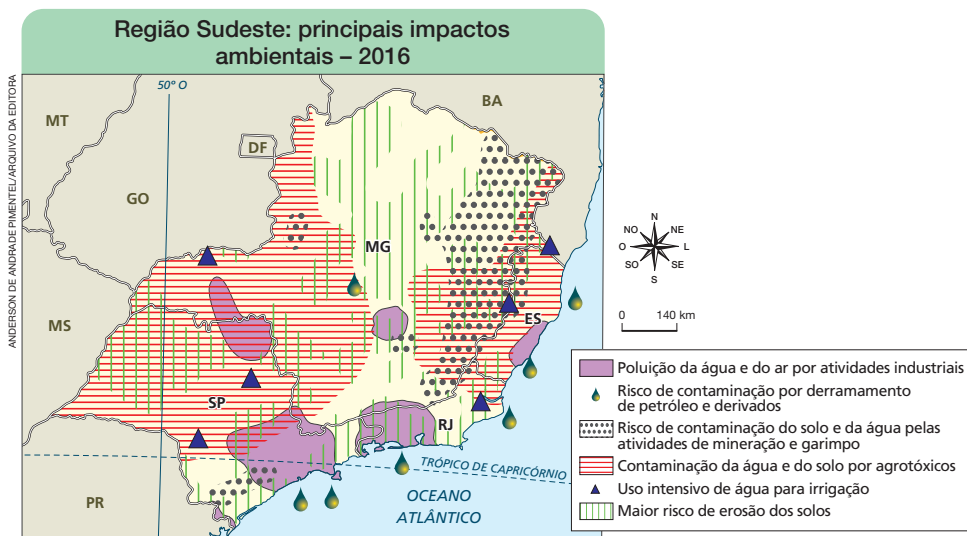 Região Sudeste: principais impactos
ambientais – 2016
ANDERSON DE ANDRADE PIMENTEL/ARQUIVO DA EDITORA
50º O
BA
MT
DF
GO
MG
MS
ES
SP
RJ
TRÓPICO DE CAPRICÓRNIO
PR
OCEANO
ATLÂNTICO
N
NO NE
O L
SO SE
S
0 140 km
Poluição da água e do ar por atividades industriais
Risco de contaminação por derramamento
de petróleo e derivados
Risco de contaminação do solo e da água pelas
atividades de mineração e garimpo
Contaminação da água e do solo por agrotóxicos
Uso intensivo de água para irrigação
Maior risco de erosão dos solos